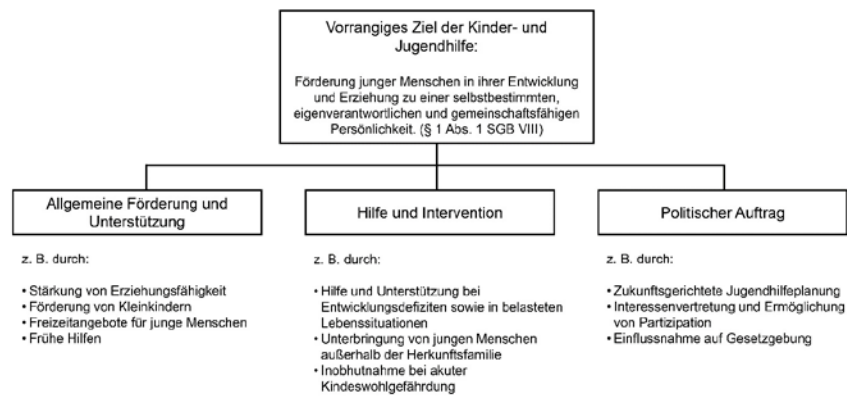 Vorrangiges Ziel der Kinder- und
Jugendhilfe:
Förderung junger Menschen in ihrer Entwicklung
und Erziehung zu einer selbstbestimmten,
eigenverantwortlichen und gemeinschaftsfähigen
Persönlichkeit. (§ 1 Abs. 1 SGB VIII)
Allgemeine Förderung und
Unterstützung
z. B. durch:
• Stärkung von Erziehungsfähigkeit
• Förderung von Kleinkindern
• Freizeitangebote für junge Menschen
• Frühe Hilfen
Hilfe und Intervention
z. B. durch:
• Hilfe und Unterstützung bei
Entwicklungsdefiziten sowie in belasteten
Lebenssituationen
• Unterbringung von jungen Menschen
außerhalb der Herkunftsfamilie
• Inobhutnahme bei akuter
Kindeswohlgefährdung
Politischer Auftrag
z. B. durch:
• Zukunftsgerichtete Jugendhilfeplanung
• Interessenvertretung und Ermöglichung
von Partizipation
• Einflussnahme auf Gesetzgebung